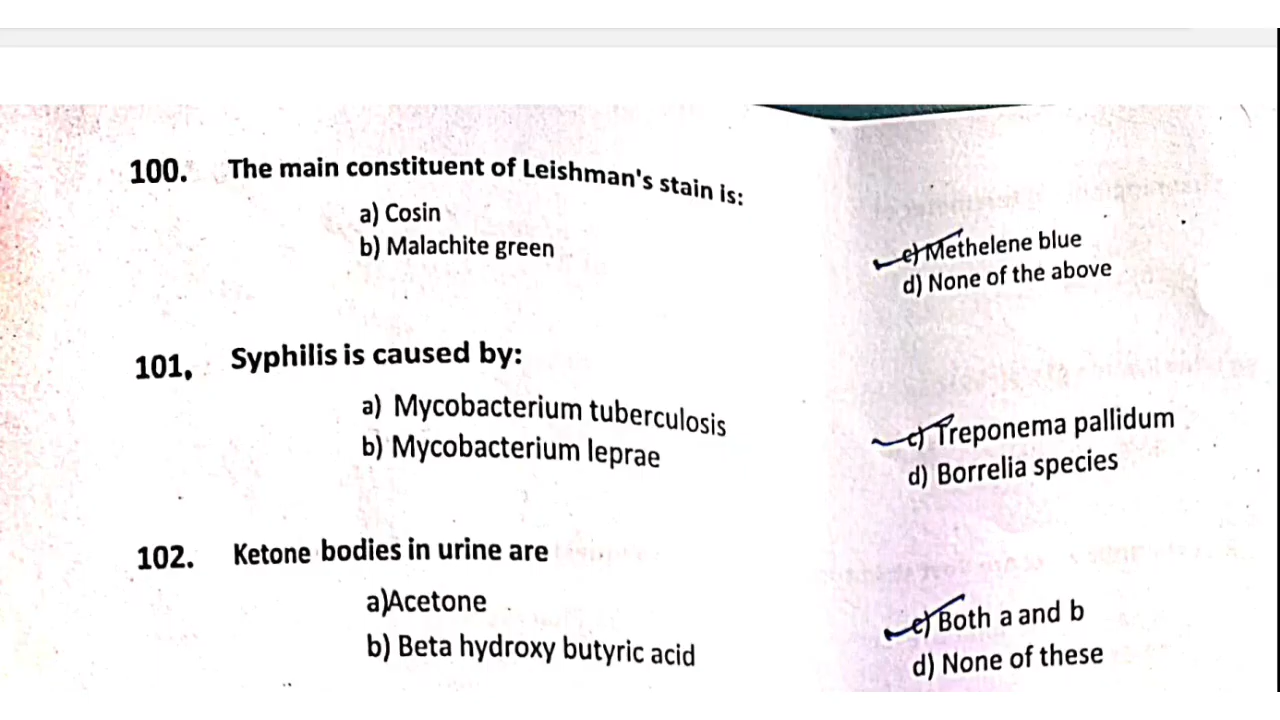 100. The main constituent of Leishman's stain is:
a) Cosin
b) Malachite green
c) Methelene blue
d) None of the above
101. Syphilis is caused by:
a) Mycobacterium tuberculosis
b) Mycobacterium leprae
c) Treponema pallidum
d) Borrelia species
102. Ketone bodies in urine are
a)Acetone
b) Beta hydroxy butyric acid
c) Both a and b
d) None of these